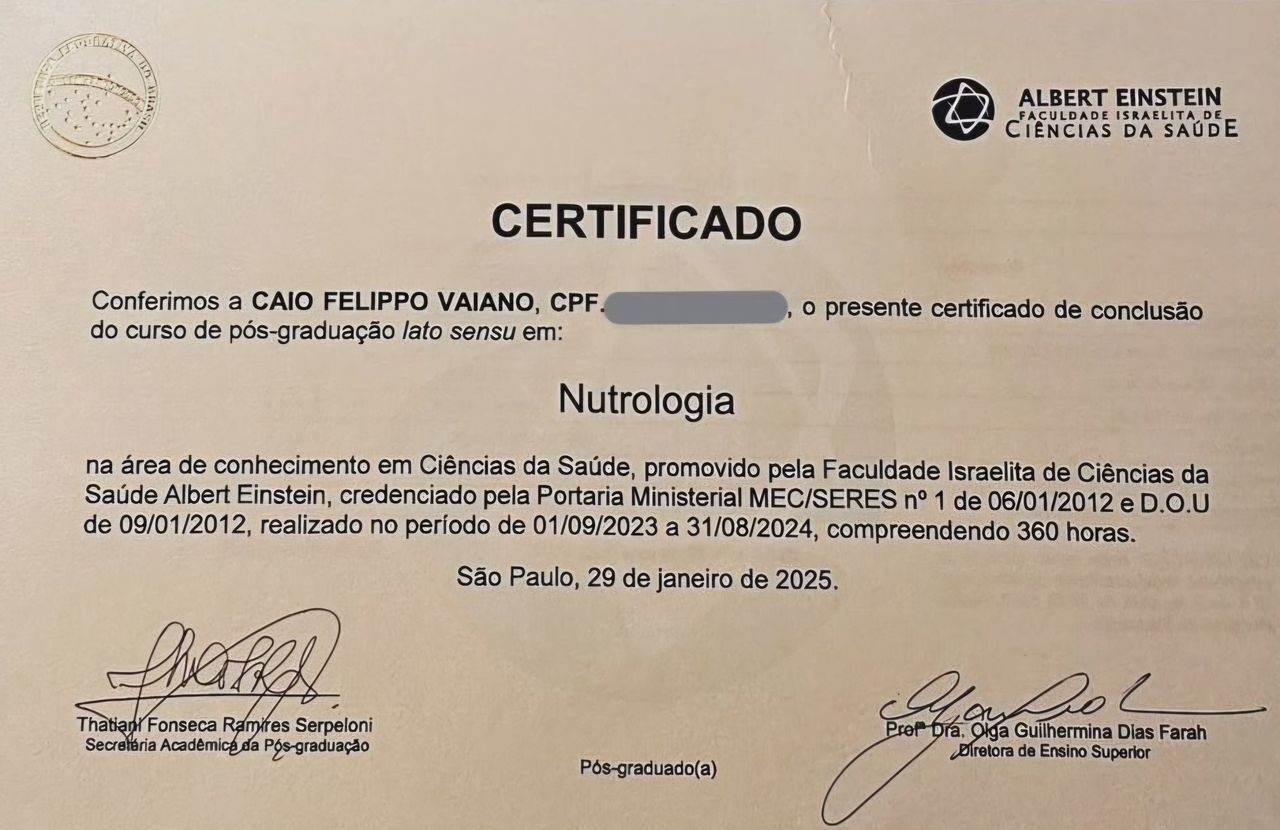 REPÚBLICA FEDERATIVA DO BRASIL
ALBERT EINSTEIN
FACULDADE ISRAELITA DE
CIÊNCIAS DA SAÚDE
CERTIFICADO
Conferimos a CAIO FELIPPO VAIANO, CPF. , o presente certificado de conclusão
do curso de pós-graduação lato sensu em:
Nutrologia
na área de conhecimento em Ciências da Saúde, promovido pela Faculdade Israelita de Ciências da
Saúde Albert Einstein, credenciado pela Portaria Ministerial MEC/SERES nº 1 de 06/01/2012 e D.O.U
de 09/01/2012, realizado no período de 01/09/2023 a 31/08/2024, compreendendo 360 horas.
São Paulo, 29 de janeiro de 2025.
Thatiani Fonseca Ramires Serpeloni
Secretária Acadêmica da Pós-graduação
Profª Dra. Olga Guilhermina Dias Farah
Diretora de Ensino Superior
Pós-graduado(a)